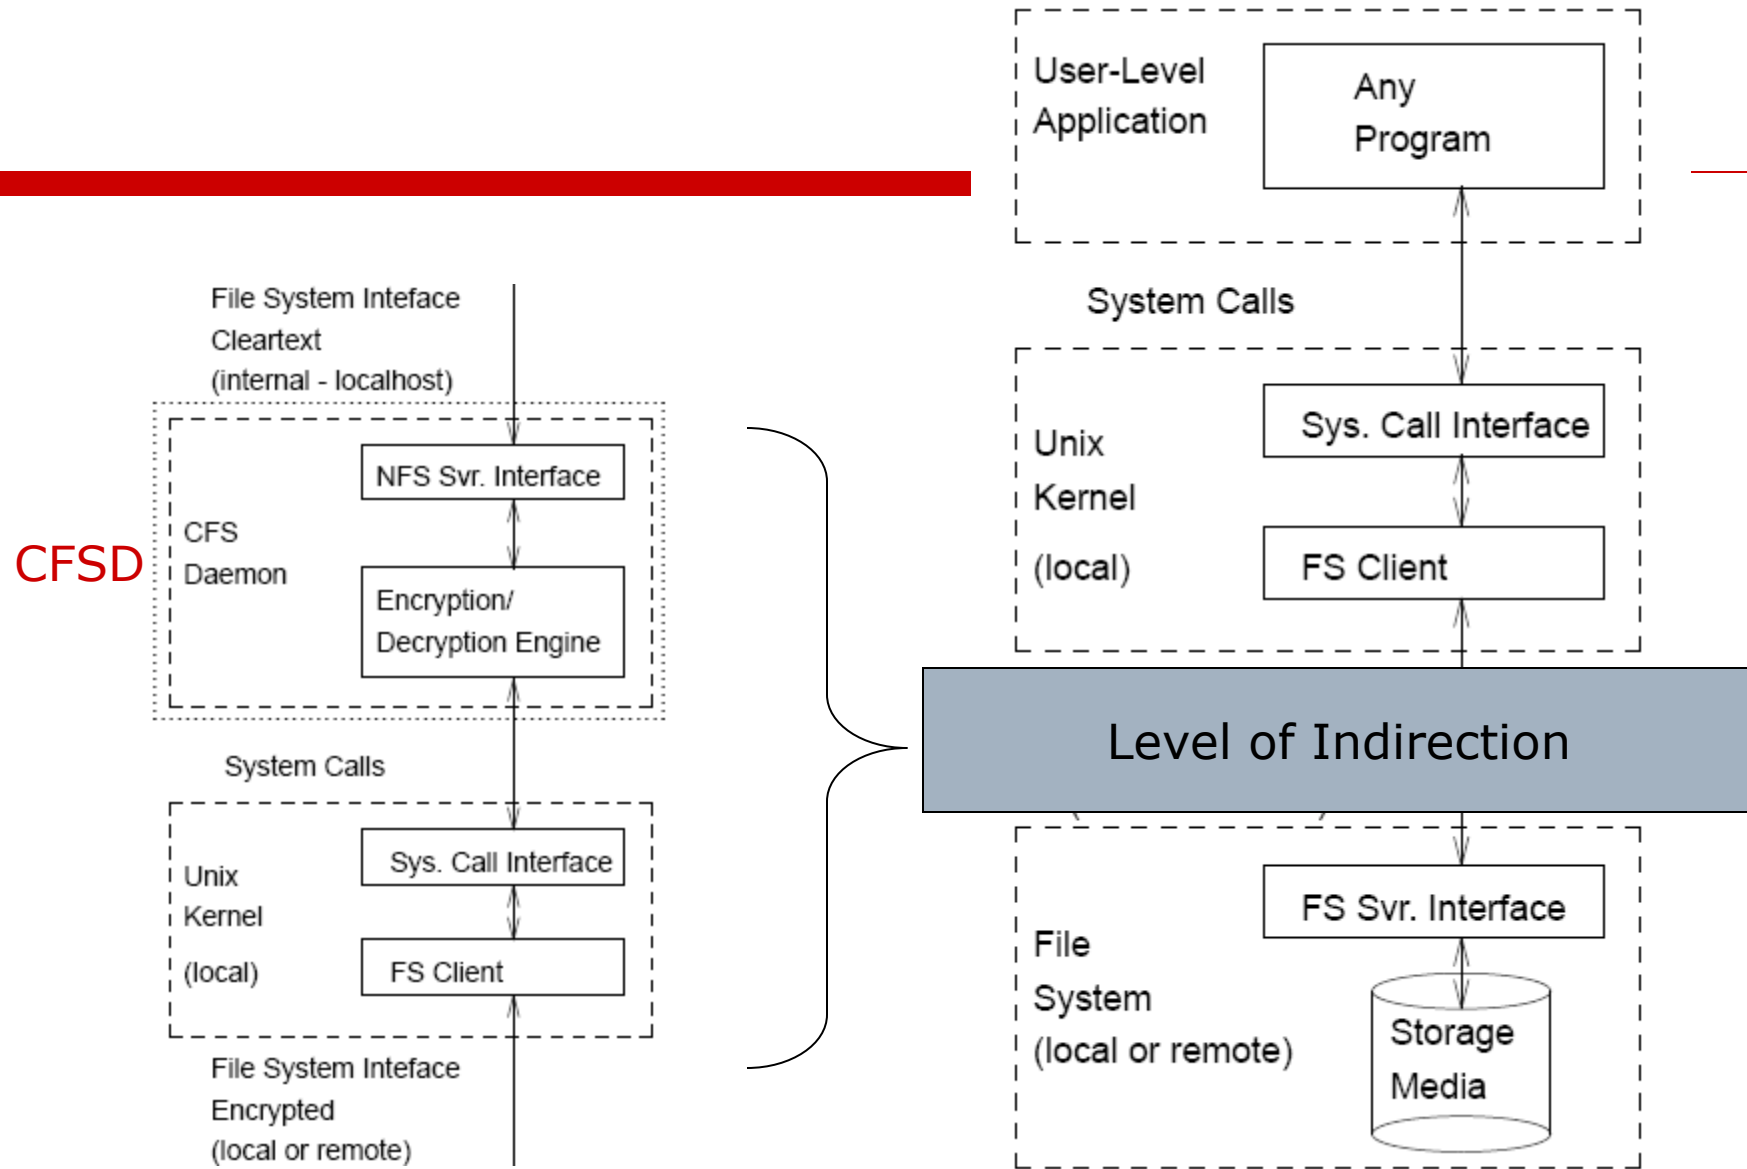 File System Inteface
Cleartext
(internal - localhost)
NFS Svr. Interface
CFS
Daemon
CFSD
Encryption/
Decryption Engine
System Calls
Sys. Call Interface
Unix
Kernel
(local)
FS Client
File System Inteface
Encrypted
(local or remote)
User-Level
Application
Any
Program
System Calls
Sys. Call Interface
Unix
Kernel
(local)
FS Client
Level of Indirection
FS Svr. Interface
File
System
(local or remote)
Storage
Media